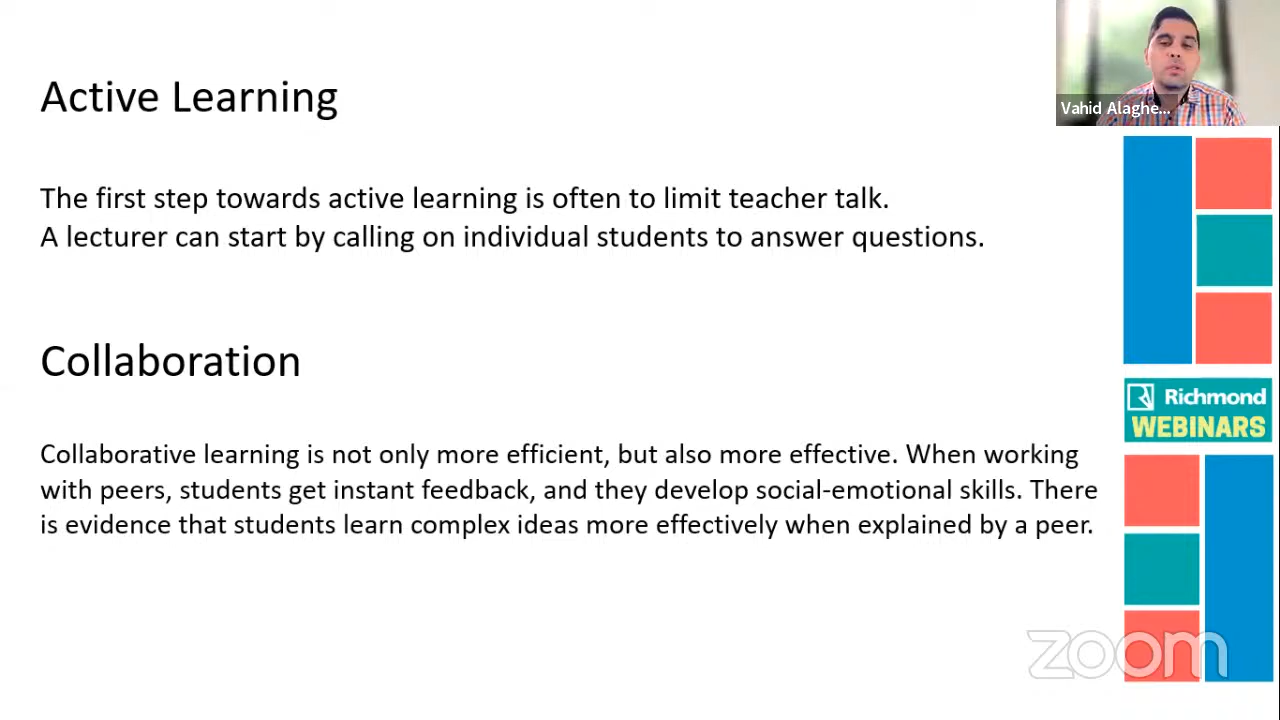 Active Learning
The first step towards active learning is often to limit teacher talk.
A lecturer can start by calling on individual students to answer questions.
Collaboration
Collaborative learning is not only more efficient, but also more effective. When working
with peers, students get instant feedback, and they develop social-emotional skills. There
is evidence that students learn complex ideas more effectively when explained by a peer.
Vahid Alaghe...
Richmond
WEBINARS
zoom